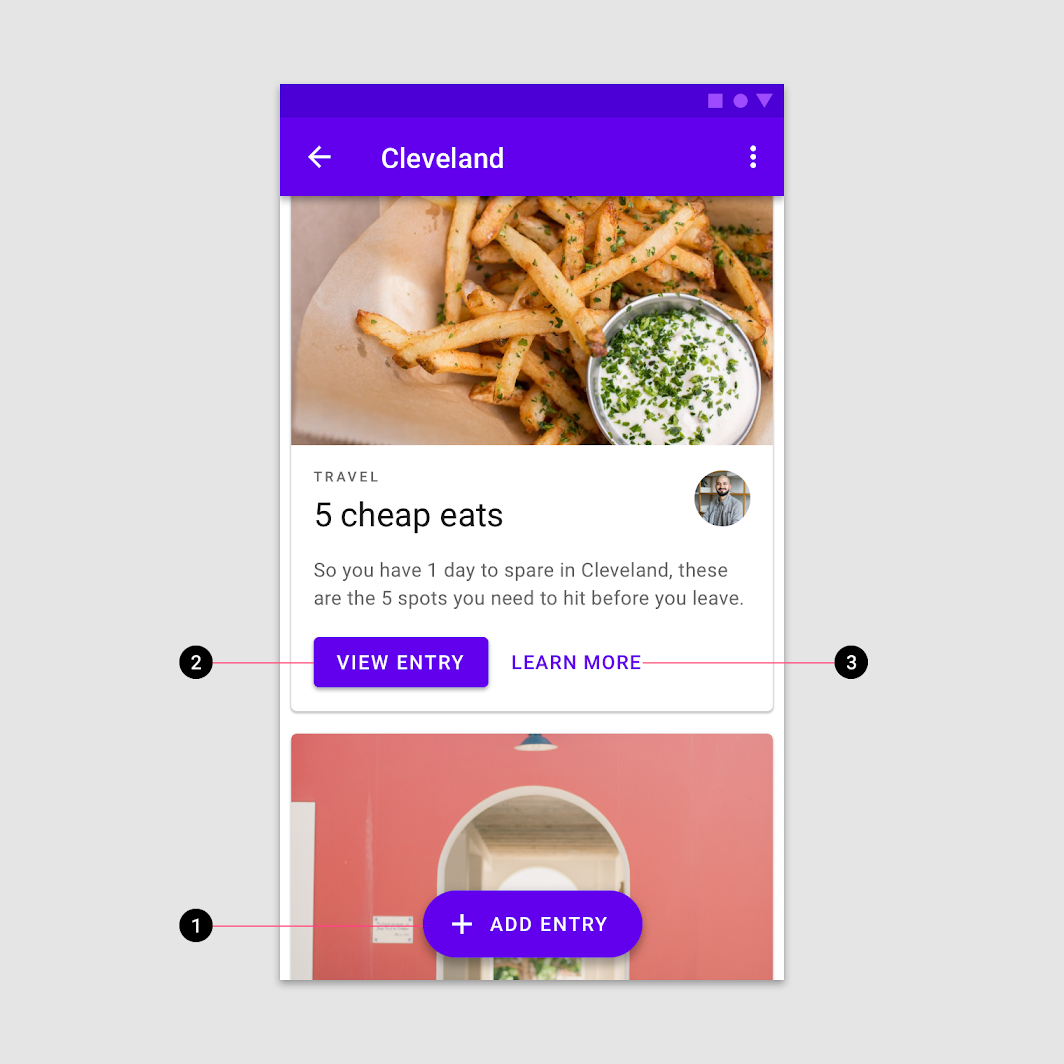 Cleveland
TRAVEL
5 cheap eats
So you have 1 day to spare in Cleveland, these
are the 5 spots you need to hit before you leave.
2 VIEW ENTRY LEARN MORE 3
1 ADD ENTRY